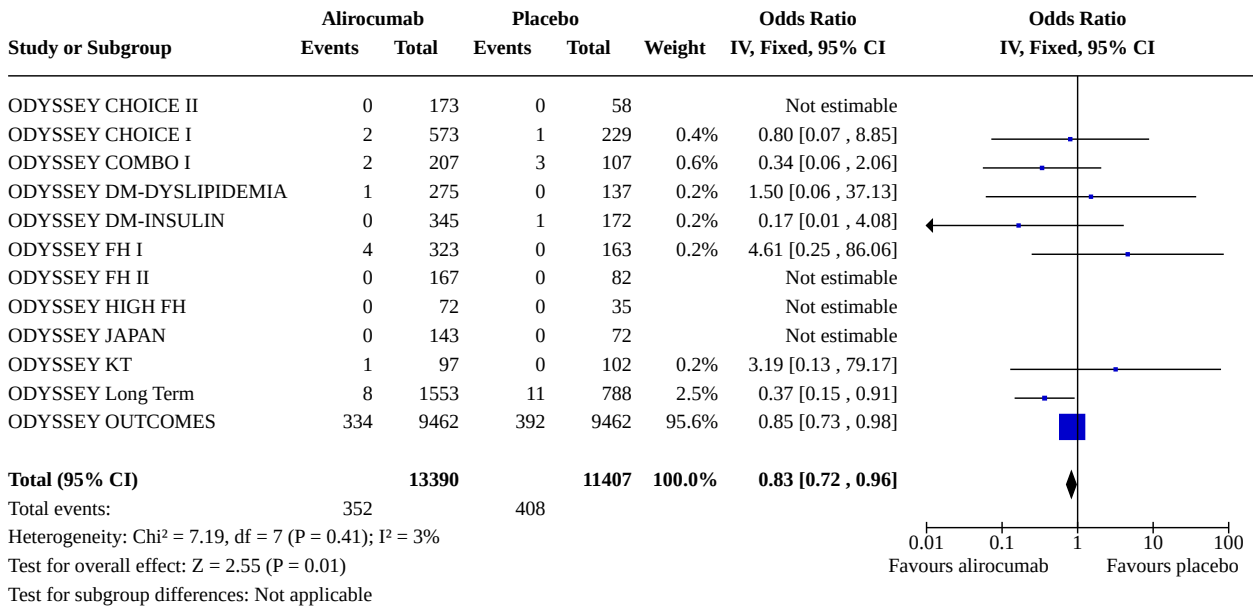 Alirocumab Placebo Odds Ratio Odds Ratio
Study or Subgroup Events Total Events Total Weight IV, Fixed, 95% CI IV, Fixed, 95% CI
ODYSSEY CHOICE II 0 173 0 58 Not estimable
ODYSSEY CHOICE I 2 573 1 229 0.4% 0.80 [0.07 , 8.85]
ODYSSEY COMBO I 2 207 3 107 0.6% 0.34 [0.06 , 2.06]
ODYSSEY DM-DYSLIPIDEMIA 1 275 0 137 0.2% 1.50 [0.06 , 37.13]
ODYSSEY DM-INSULIN 0 345 1 172 0.2% 0.17 [0.01 , 4.08]
ODYSSEY FH I 4 323 0 163 0.2% 4.61 [0.25 , 86.06]
ODYSSEY FH II 0 167 0 82 Not estimable
ODYSSEY HIGH FH 0 72 0 35 Not estimable
ODYSSEY JAPAN 0 143 0 72 Not estimable
ODYSSEY KT 1 97 0 102 0.2% 3.19 [0.13 , 79.17]
ODYSSEY Long Term 8 1553 11 788 2.5% 0.37 [0.15 , 0.91]
ODYSSEY OUTCOMES 334 9462 392 9462 95.6% 0.85 [0.73 , 0.98]
Total (95% CI) 13390 11407 100.0% 0.83 [0.72 , 0.96]
Total events: 352 408
Heterogeneity: Chi² = 7.19, df = 7 (P = 0.41); I² = 3%
0.01 0.1 1 10 100
Test for overall effect: Z = 2.55 (P = 0.01)
Favours alirocumab Favours placebo
Test for subgroup differences: Not applicable